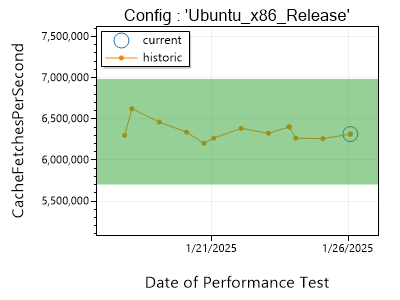 Config : 'Ubuntu_x86_Release'
current
historic
CacheFetchesPerSecond
7,500,000
7,000,000
6,500,000
6,000,000
5,500,000
1/21/2025
1/26/2025
Date of Performance Test